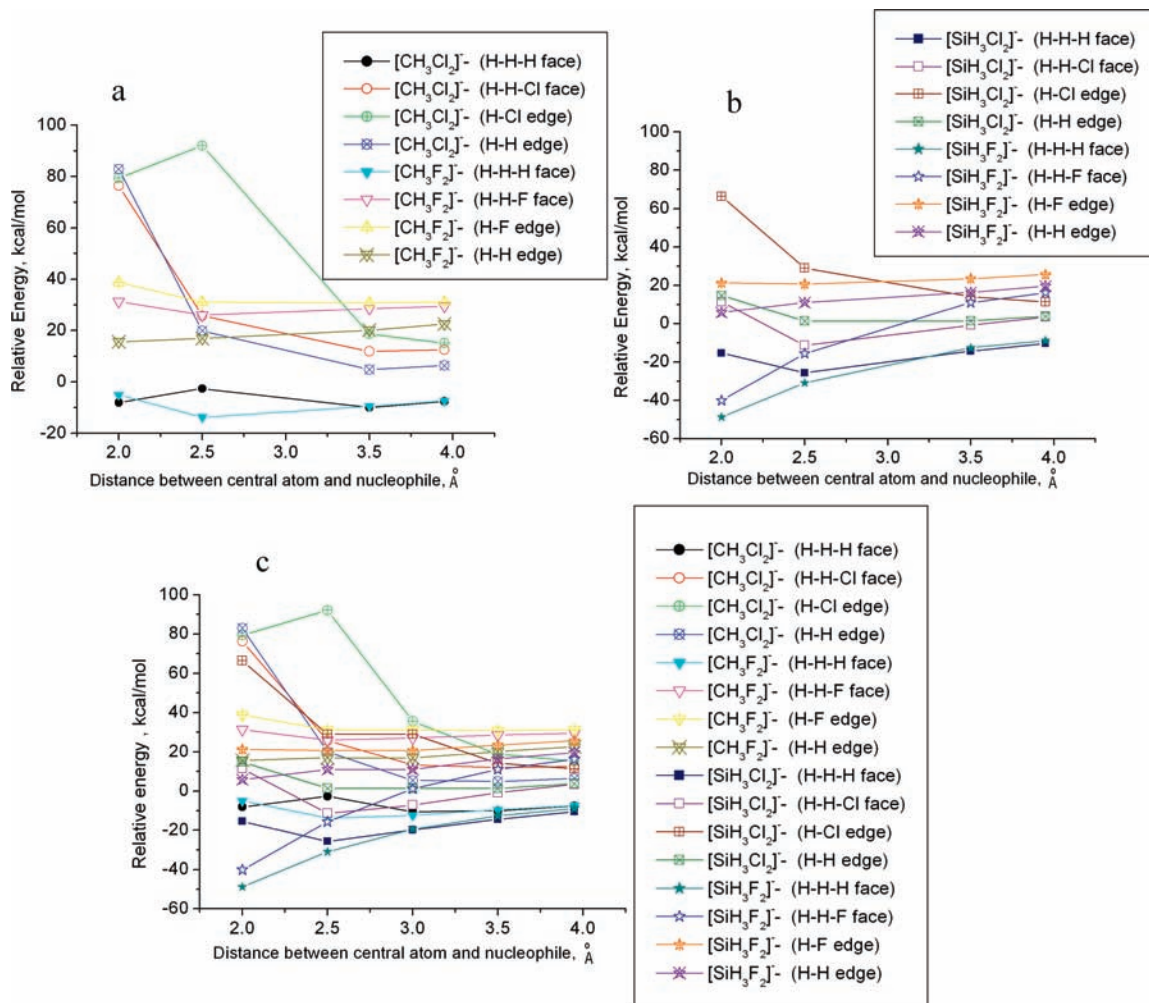 a
[CH₃Cl₂]⁻- (H-H-H face)
[CH₃Cl₂]⁻- (H-H-Cl face)
[CH₃Cl₂]⁻- (H-Cl edge)
[CH₃Cl₂]⁻- (H-H edge)
[CH₃F₂]⁻- (H-H-H face)
[CH₃F₂]⁻- (H-H-F face)
[CH₃F₂]⁻- (H-F edge)
[CH₃F₂]⁻- (H-H edge)
Relative Energy, kcal/mol
100
80
60
40
20
0
-20
2.0 2.5 3.0 3.5 4.0
Distance between central atom and nucleophile, Å
b
[SiH₃Cl₂]⁻- (H-H-H face)
[SiH₃Cl₂]⁻- (H-H-Cl face)
[SiH₃Cl₂]⁻- (H-Cl edge)
[SiH₃Cl₂]⁻- (H-H edge)
[SiH₃F₂]⁻- (H-H-H face)
[SiH₃F₂]⁻- (H-H-F face)
[SiH₃F₂]⁻- (H-F edge)
[SiH₃F₂]⁻- (H-H edge)
Relative Energy, kcal/mol
100
80
60
40
20
0
-20
-40
-60
2.0 2.5 3.0 3.5 4.0
Distance between central atom and nucleophile, Å
c
Relative energy , kcal/mol
100
80
60
40
20
0
-20
-40
-60
2.0 2.5 3.0 3.5 4.0
Distance between central atom and nucleophile, Å
[CH₃Cl₂]⁻- (H-H-H face)
[CH₃Cl₂]⁻- (H-H-Cl face)
[CH₃Cl₂]⁻- (H-Cl edge)
[CH₃Cl₂]⁻- (H-H edge)
[CH₃F₂]⁻- (H-H-H face)
[CH₃F₂]⁻- (H-H-F face)
[CH₃F₂]⁻- (H-F edge)
[CH₃F₂]⁻- (H-H edge)
[SiH₃Cl₂]⁻- (H-H-H face)
[SiH₃Cl₂]⁻- (H-H-Cl face)
[SiH₃Cl₂]⁻- (H-Cl edge)
[SiH₃Cl₂]⁻- (H-H edge)
[SiH₃F₂]⁻- (H-H-H face)
[SiH₃F₂]⁻- (H-H-F face)
[SiH₃F₂]⁻- (H-F edge)
[SiH₃F₂]⁻- (H-H edge)